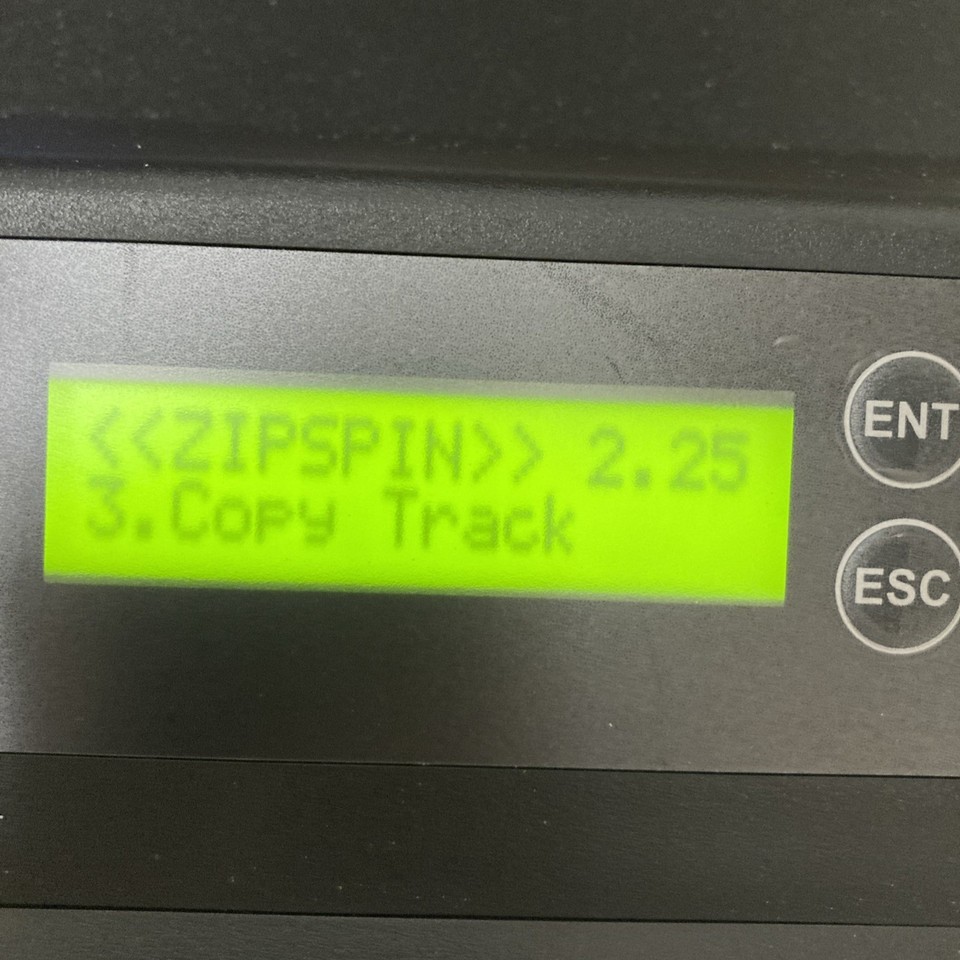 <<ZIPSPIN>> 2.25
3.Copy Track
ENT
ESC